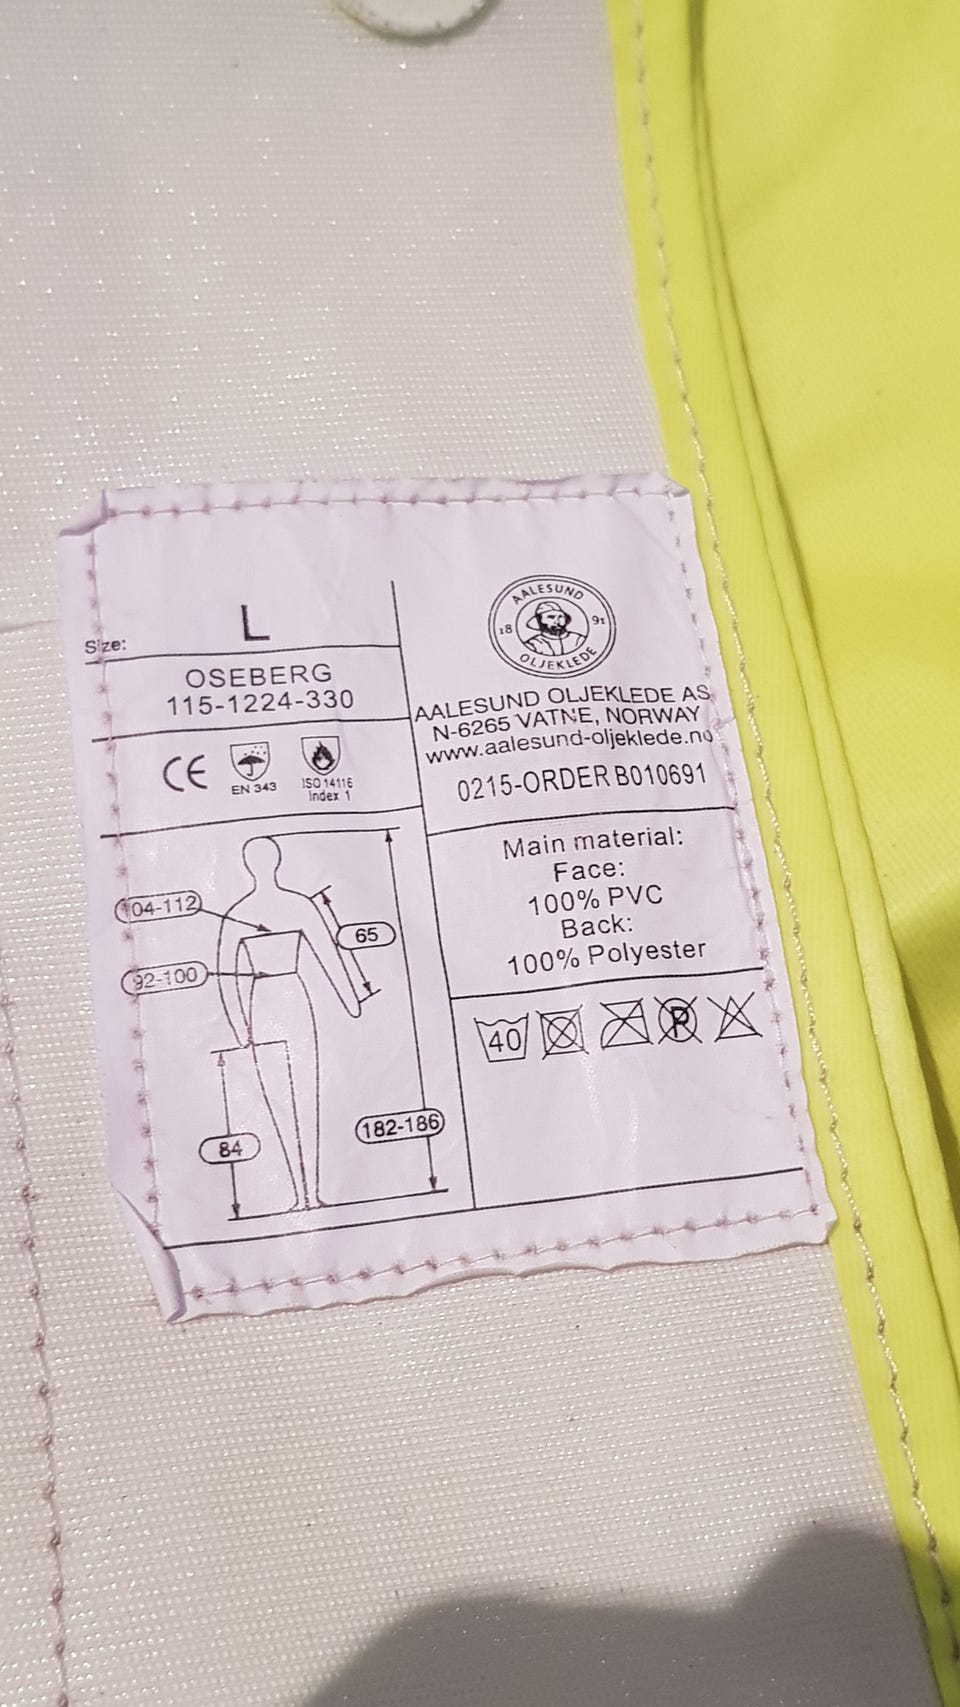 Size: L
OSEBERG
115-1224-330
CE
EN 343
ISO 14116
Index 1
104-112
65
92-100
84
182-186
AALESUND
18 91
OLJEKLEDE
AALESUND OLJEKLEDE AS
N-6265 VATNE, NORWAY
www.aalesund-oljeklede.no
0215-ORDER B010691
Main material:
Face:
100% PVC
Back:
100% Polyester
40 P